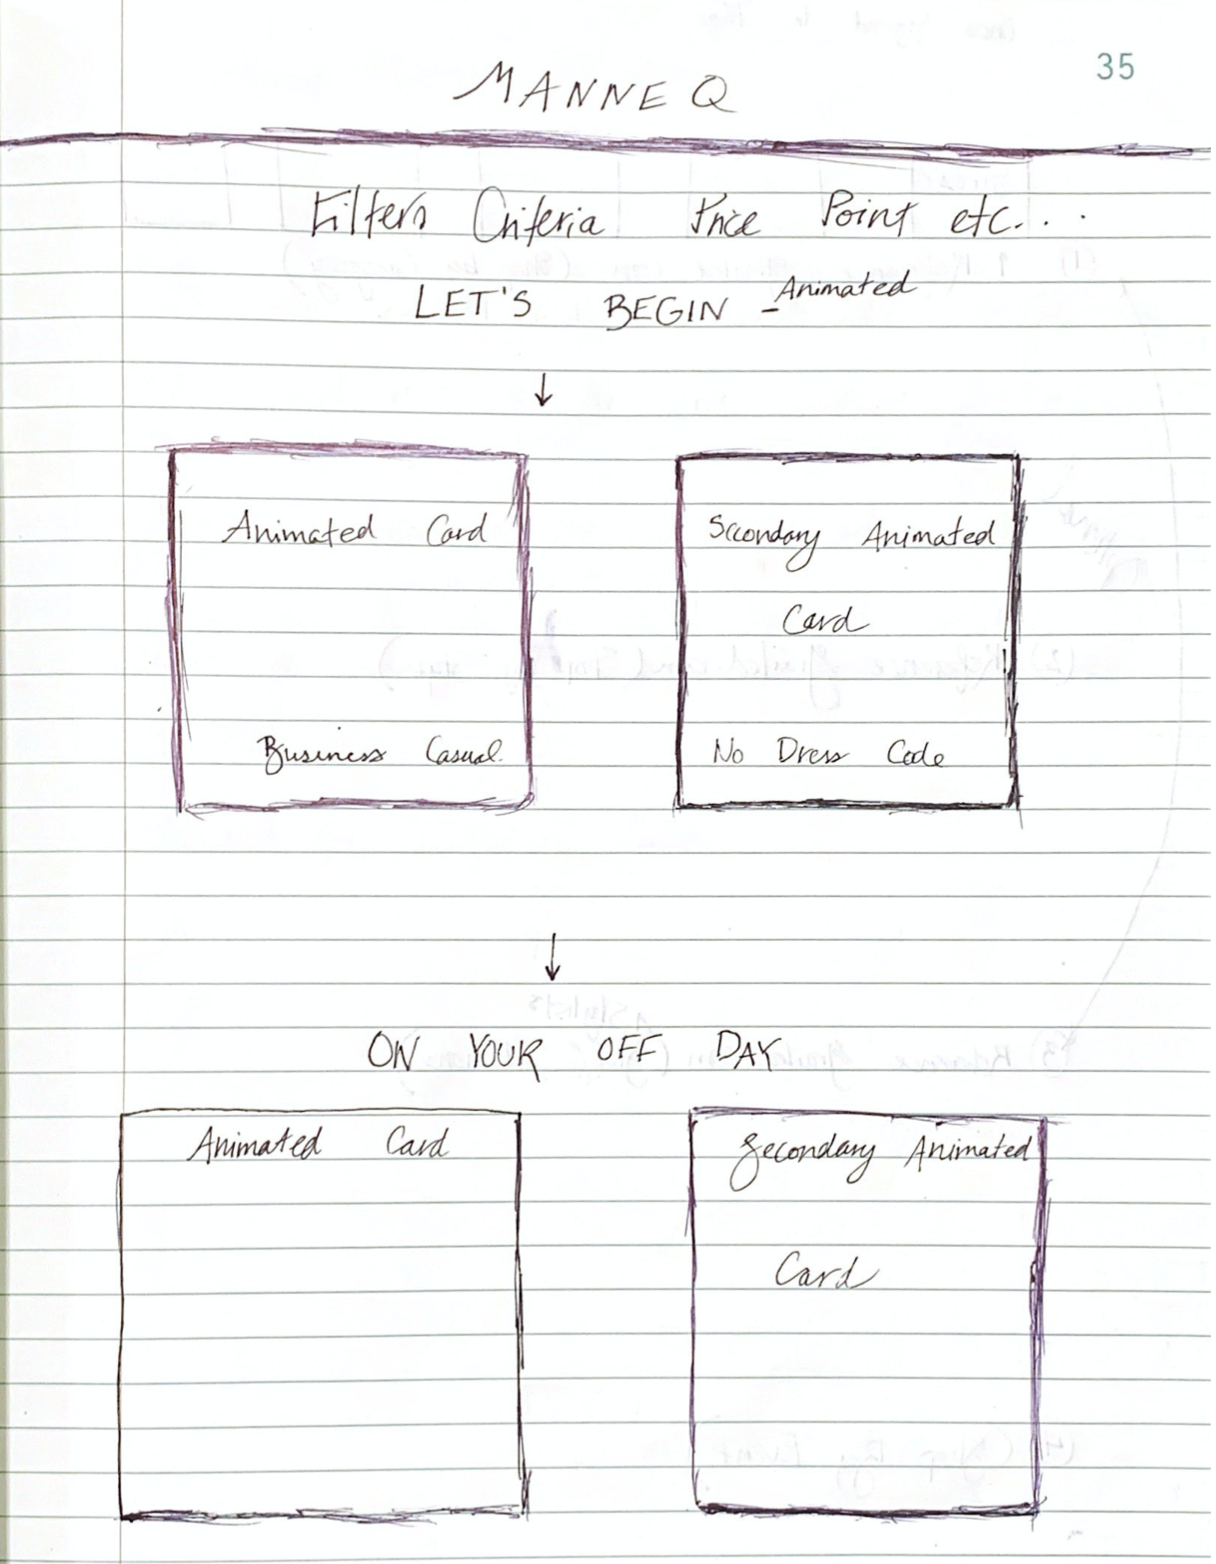 35
MANNE Q
Filters Criteria Price Point etc...
LET'S BEGIN - Animated
↓
Animated Card
Business Casual
Secondary Animated
Card
No Dress Code
↓
ON YOUR OFF DAY
Animated Card
Secondary Animated
Card